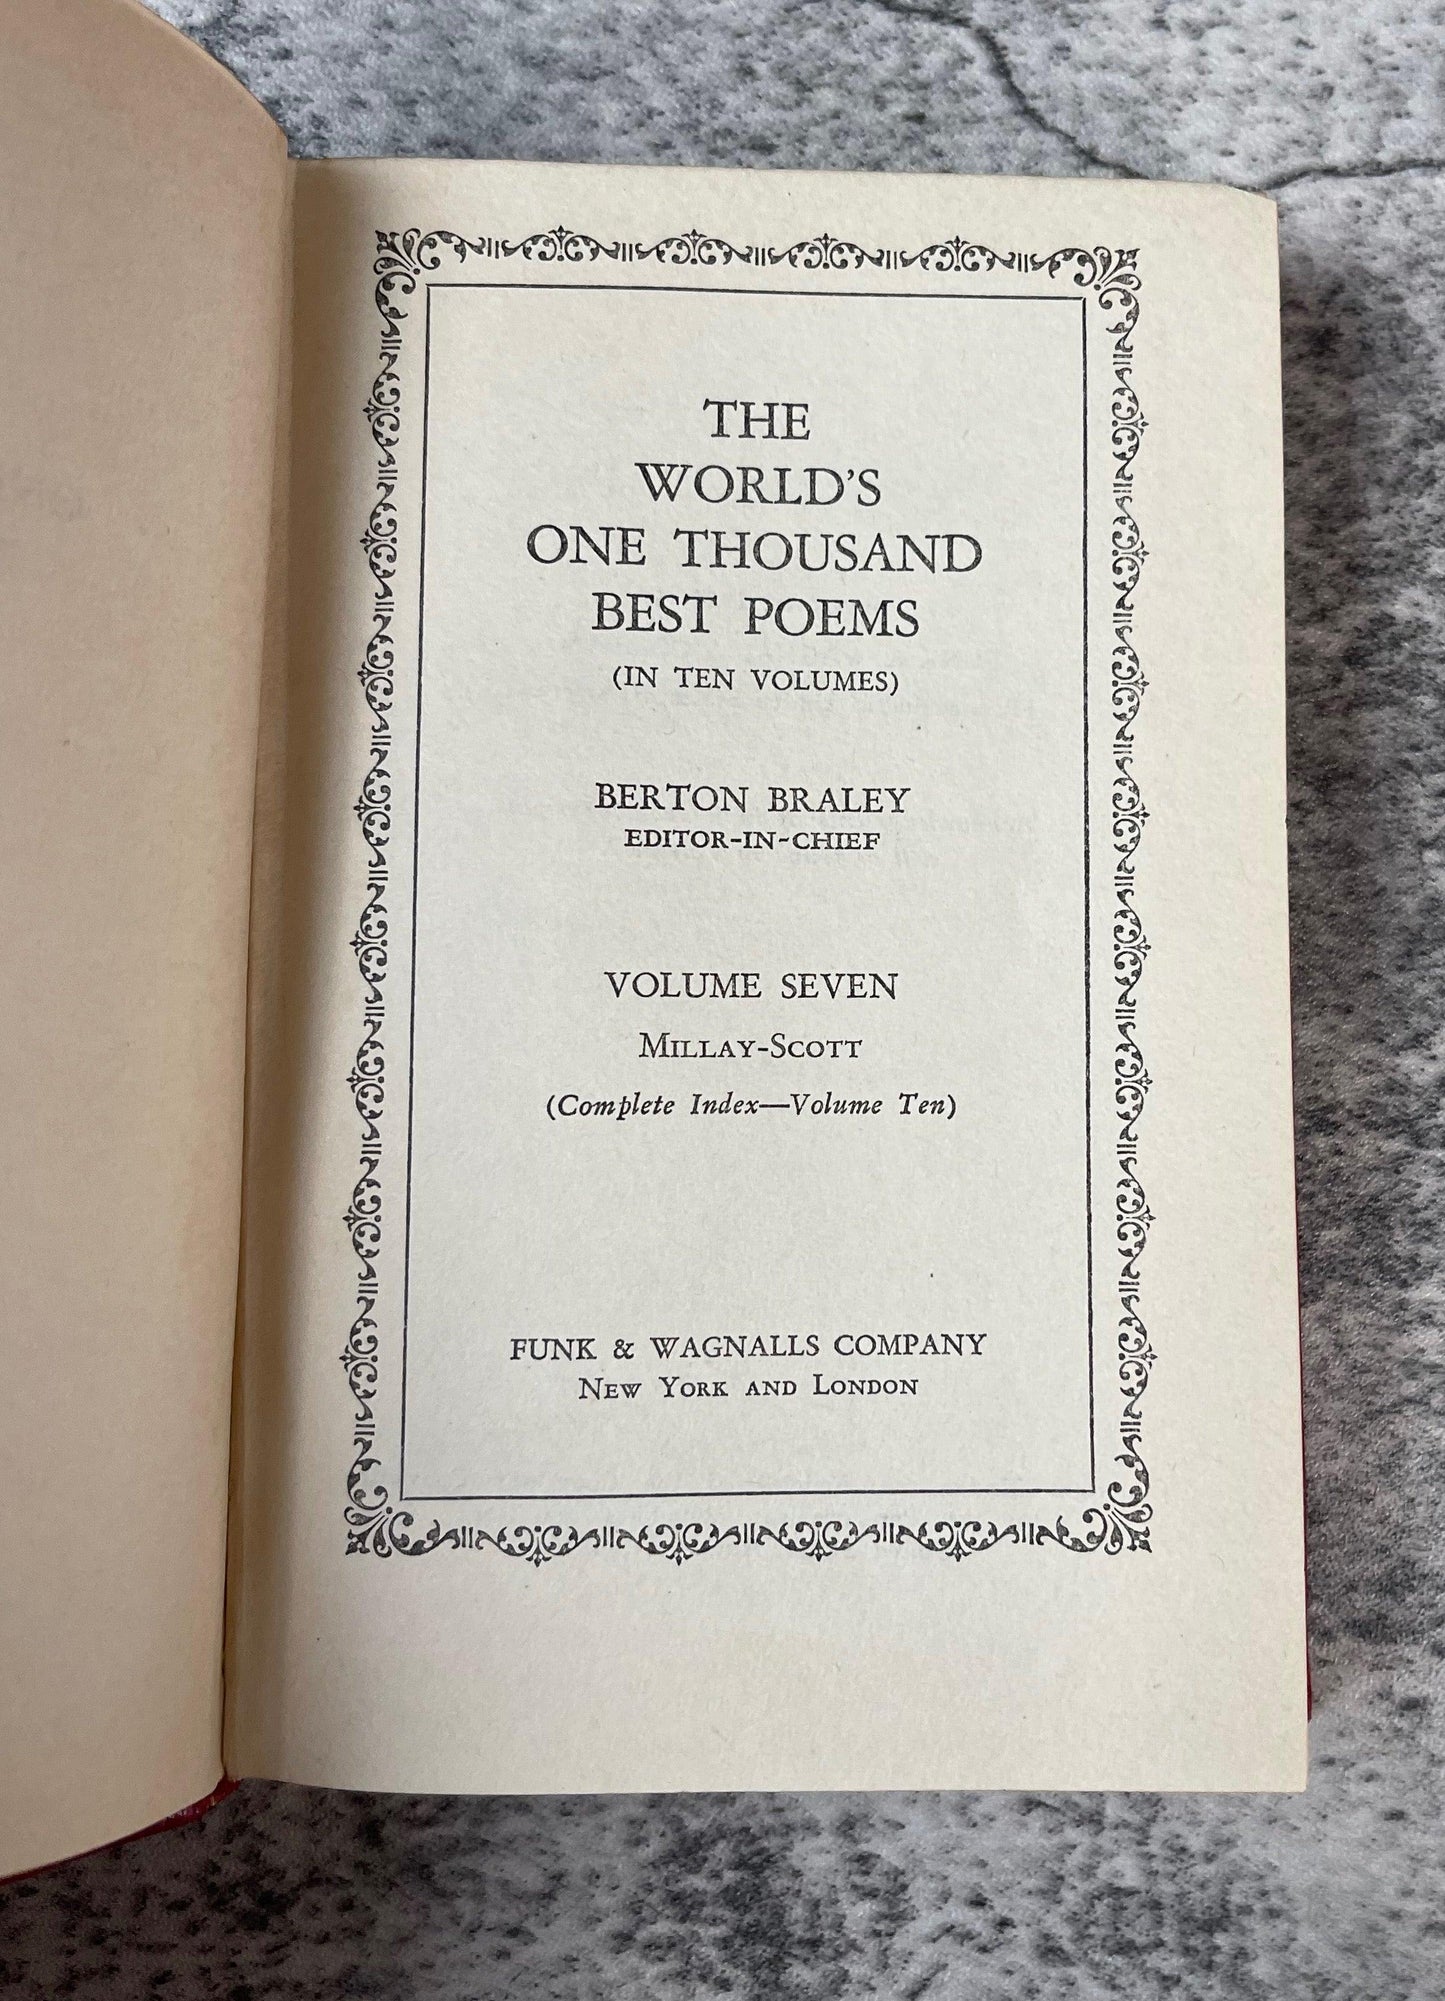 THE
WORLD'S
ONE THOUSAND
BEST POEMS
(IN TEN VOLUMES)
BERTON BRALEY
EDITOR-IN-CHIEF
VOLUME SEVEN
MILLAY-SCOTT
(Complete Index—Volume Ten)
FUNK & WAGNALLS COMPANY
NEW YORK AND LONDON